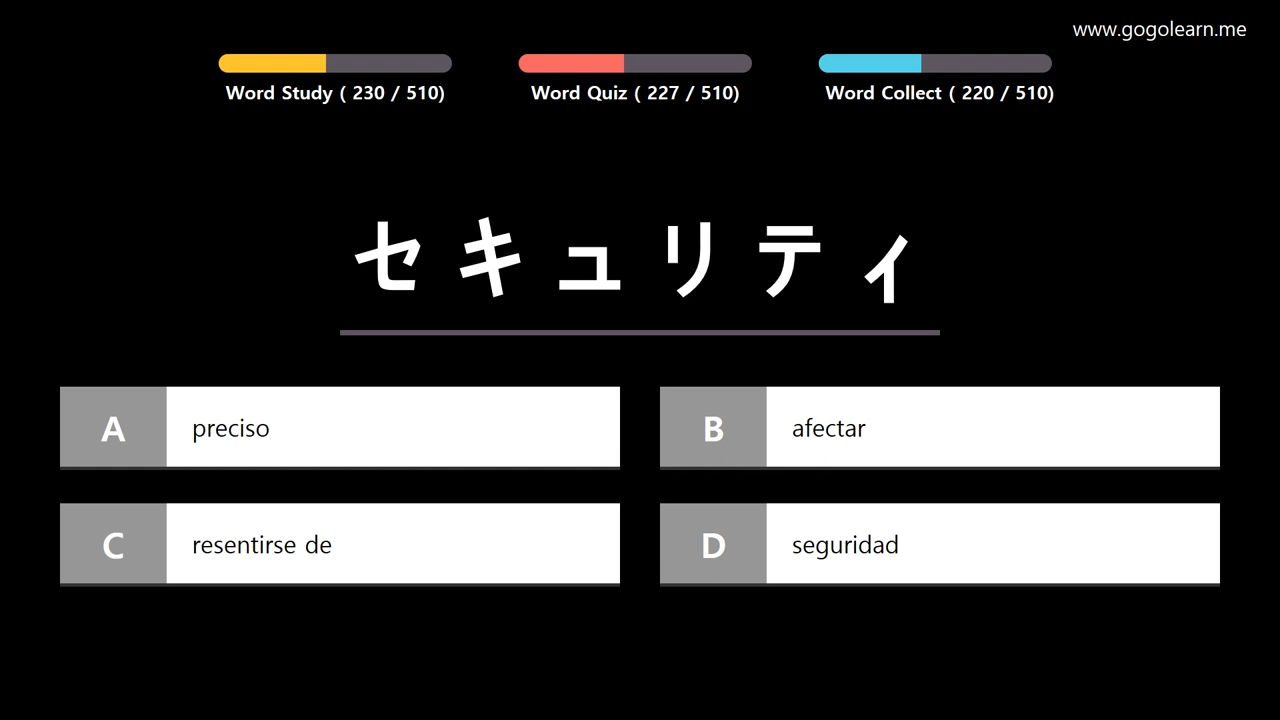 www.gogolearn.me
Word Study ( 230 / 510)
Word Quiz ( 227 / 510)
Word Collect ( 220 / 510)
セキュリティ
A preciso
B afectar
C resentirse de
D seguridad